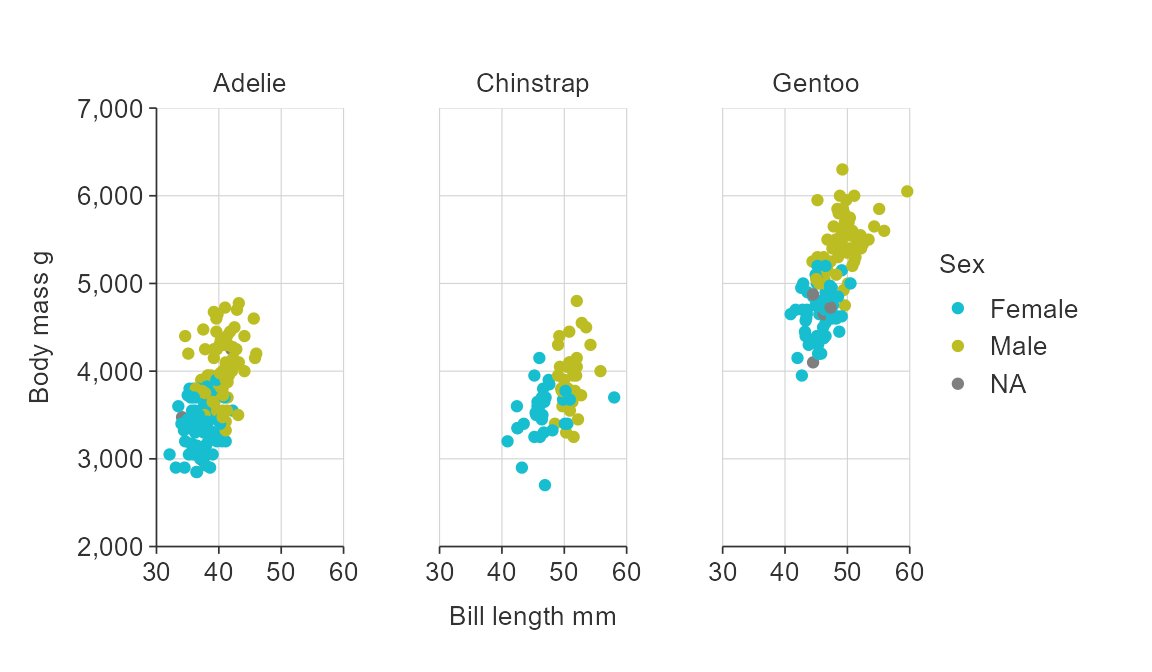 Adelie Chinstrap Gentoo
7,000
6,000
5,000
4,000
3,000
2,000
Body mass g
30 40 50 60 30 40 50 60 30 40 50 60
Bill length mm
Sex
Female
Male
NA